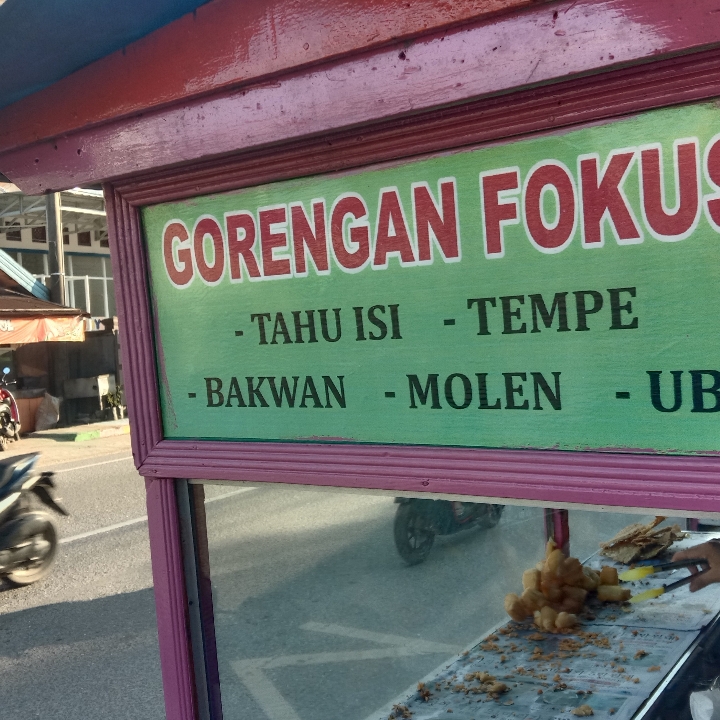 GORENGAN FOKUS
- TAHU ISI - TEMPE
- BAKWAN - MOLEN - UB